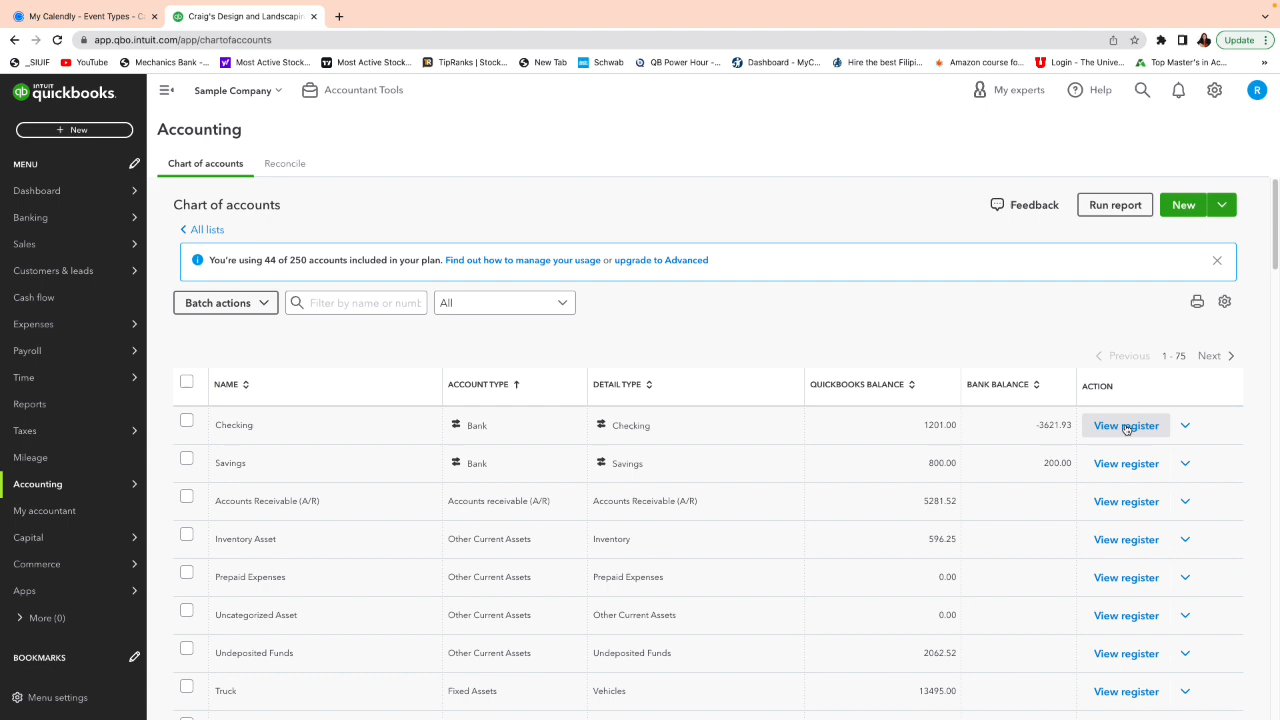 My Calendly - Event Types - C
Craig's Design and Landscapin
app.qbo.intuit.com/app/chartofaccounts
Update
_SIUIF
YouTube
Mechanics Bank -...
Most Active Stock...
Most Active Stock...
TipRanks | Stock...
New Tab
Schwab
QB Power Hour -...
Dashboard - MyC...
Hire the best Filipi...
Amazon course fo...
Login - The Unive...
Top Master's in Ac...
»
INTUIT
quickbooks.
Sample Company
Accountant Tools
My experts
Help
R
+ New
MENU
Dashboard
Banking
Sales
Customers & leads
Cash flow
Expenses
Payroll
Time
Reports
Taxes
Mileage
Accounting
My accountant
Capital
Commerce
Apps
More (0)
BOOKMARKS
Menu settings
Accounting
Chart of accounts
Reconcile
Chart of accounts
Feedback
Run report
New
All lists
You're using 44 of 250 accounts included in your plan. Find out how to manage your usage or upgrade to Advanced
Batch actions
Filter by name or numb
All
Previous 1 - 75 Next
NAME ACCOUNT TYPE DETAIL TYPE QUICKBOOKS BALANCE BANK BALANCE ACTION
Checking Bank Checking 1201.00 -3621.93 View register
Savings Bank Savings 800.00 200.00 View register
Accounts Receivable (A/R) Accounts receivable (A/R) Accounts Receivable (A/R) 5281.52 View register
Inventory Asset Other Current Assets Inventory 596.25 View register
Prepaid Expenses Other Current Assets Prepaid Expenses 0.00 View register
Uncategorized Asset Other Current Assets Other Current Assets 0.00 View register
Undeposited Funds Other Current Assets Undeposited Funds 2062.52 View register
Truck Fixed Assets Vehicles 13495.00 View register